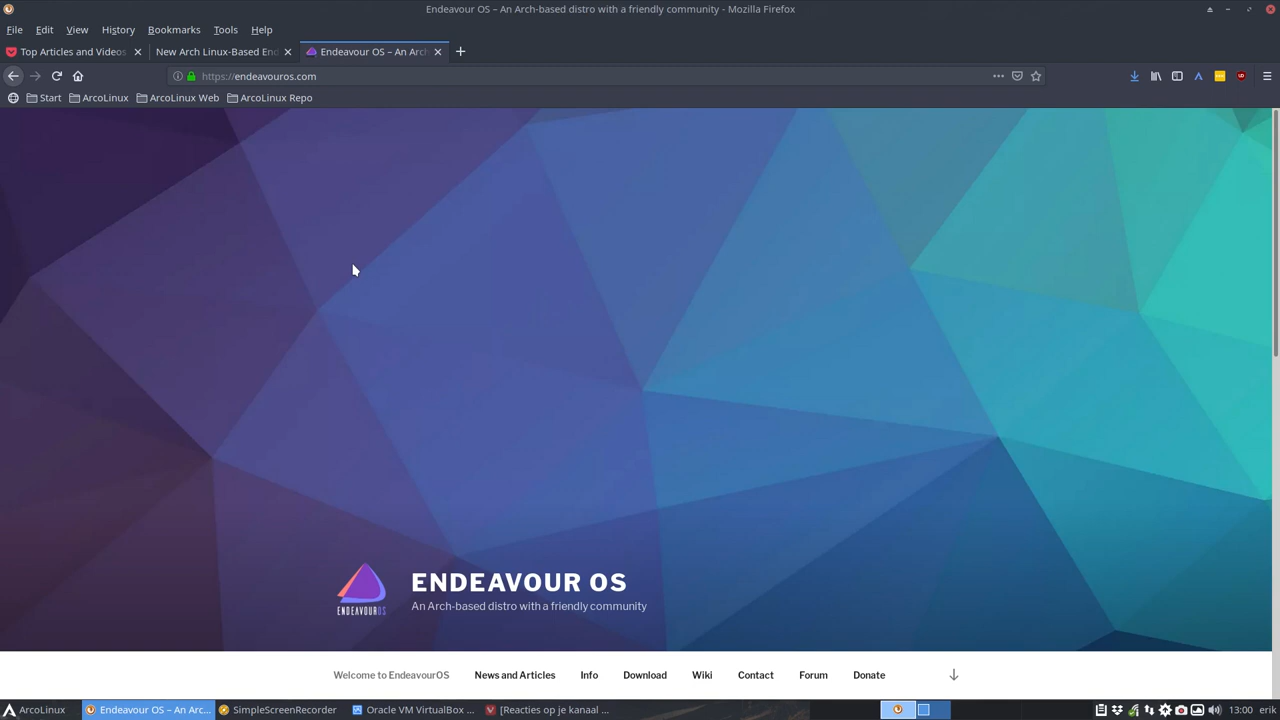 Endeavour OS – An Arch-based distro with a friendly community - Mozilla Firefox
File Edit View History Bookmarks Tools Help
Top Articles and Videos New Arch Linux-Based End Endeavour OS – An Arch
https://endeavouros.com
Start ArcoLinux ArcoLinux Web ArcoLinux Repo
ENDEAVOUR OS
An Arch-based distro with a friendly community
ENDEAVOUROS
Welcome to EndeavourOS News and Articles Info Download Wiki Contact Forum Donate
ArcoLinux Endeavour OS – An Arc... SimpleScreenRecorder Oracle VM VirtualBox ... [Reacties op je kanaal ... 13:00 erik